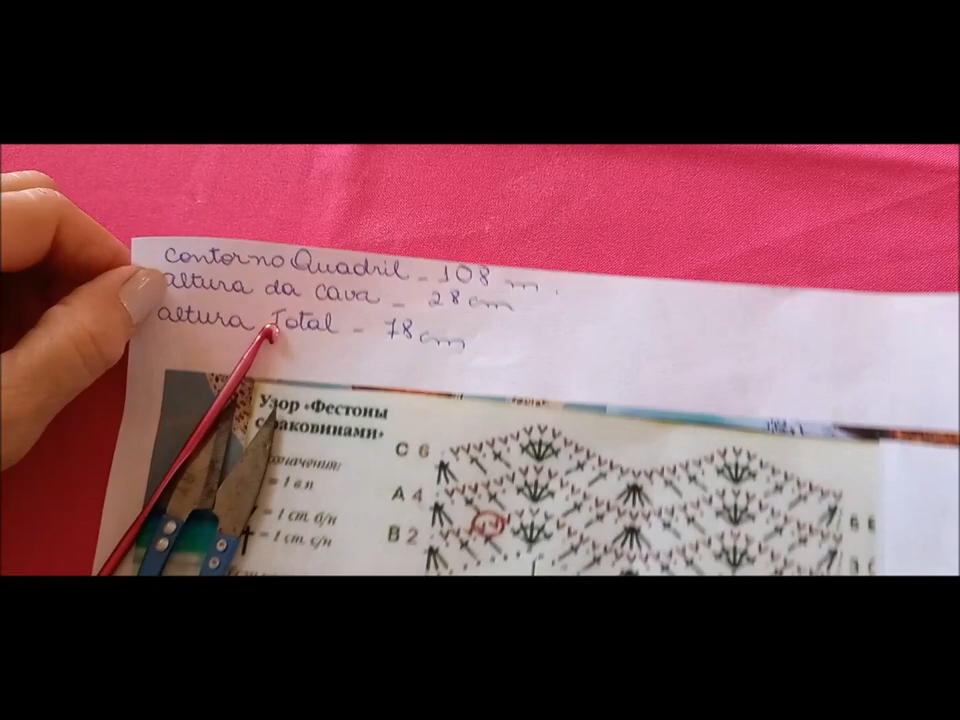 contorno Quadril - 108 m.
altura da cava - 28 cm
altura Total - 78 cm
Узор «Фестоны
раковинами»
C 6
= 1 в п
A 4
= 1 ст. б/н
B 2
= 1 ст. с/н